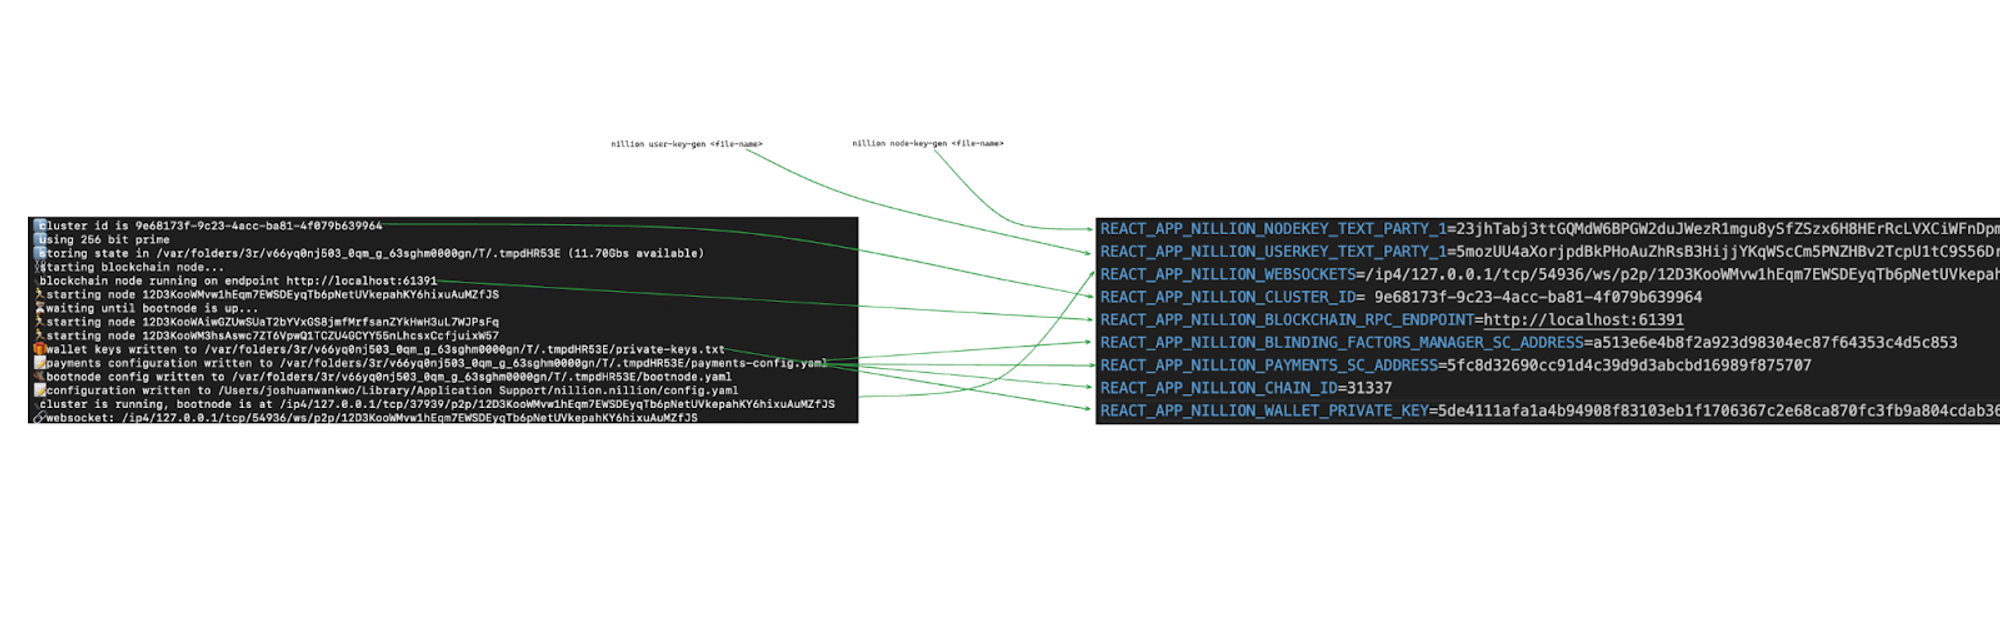 nillion user-key-gen <file-name>
nillion node-key-gen <file-name>
cluster id is 9e68173f-9c23-4acc-ba81-4f079b639964
using 256 bit prime
storing state in /var/folders/3r/v66yq0nj503_0qm_g_63sghm0000gn/T/.tmpdHR53E (11.70Gbs available)
starting blockchain node...
blockchain node running on endpoint http://localhost:61391
starting node 12D3KooWMvw1hEqm7EWSDEyqTb6pNetUVkepahKY6hixuAuMZfJS
waiting until bootnode is up...
starting node 12D3KooWAiwGZUwSUaT2bYVxGS8jmfMrfsanZYkHwH3uL7WJPsFq
starting node 12D3KooWM3hsAswc7ZT6VpwQ1TCZU4GCYY55nLhcsxCcfjuixW57
wallet keys written to /var/folders/3r/v66yq0nj503_0qm_g_63sghm0000gn/T/.tmpdHR53E/private-keys.txt
payments configuration written to /var/folders/3r/v66yq0nj503_0qm_g_63sghm0000gn/T/.tmpdHR53E/payments-config.yaml
bootnode config written to /var/folders/3r/v66yq0nj503_0qm_g_63sghm0000gn/T/.tmpdHR53E/bootnode.yaml
configuration written to /Users/joshuanwankwo/Library/Application Support/nillion.nillion/config.yaml
cluster is running, bootnode is at /ip4/127.0.0.1/tcp/37939/p2p/12D3KooWMvw1hEqm7EWSDEyqTb6pNetUVkepahKY6hixuAuMZfJS
websocket: /ip4/127.0.0.1/tcp/54936/ws/p2p/12D3KooWMvw1hEqm7EWSDEyqTb6pNetUVkepahKY6hixuAuMZfJS
REACT_APP_NILLION_NODEKEY_TEXT_PARTY_1=23jhTabj3ttGQMdW6BPGW2duJWezR1mgu8ySfZSzx6H8HErRcLVXCiWFnDpm
REACT_APP_NILLION_USERKEY_TEXT_PARTY_1=5mozUU4aXorjpdBkPHoAuZhRsB3HijjYKqWScCm5PNZHBv2TcpU1tC9S56Dr
REACT_APP_NILLION_WEBSOCKETS=/ip4/127.0.0.1/tcp/54936/ws/p2p/12D3KooWMvw1hEqm7EWSDEyqTb6pNetUVkepah
REACT_APP_NILLION_CLUSTER_ID= 9e68173f-9c23-4acc-ba81-4f079b639964
REACT_APP_NILLION_BLOCKCHAIN_RPC_ENDPOINT=http://localhost:61391
REACT_APP_NILLION_BLINDING_FACTORS_MANAGER_SC_ADDRESS=a513e6e4b8f2a923d98304ec87f64353c4d5c853
REACT_APP_NILLION_PAYMENTS_SC_ADDRESS=5fc8d32690cc91d4c39d9d3abcbd16989f875707
REACT_APP_NILLION_CHAIN_ID=31337
REACT_APP_NILLION_WALLET_PRIVATE_KEY=5de4111afa1a4b94908f83103eb1f1706367c2e68ca870fc3fb9a804cdab36